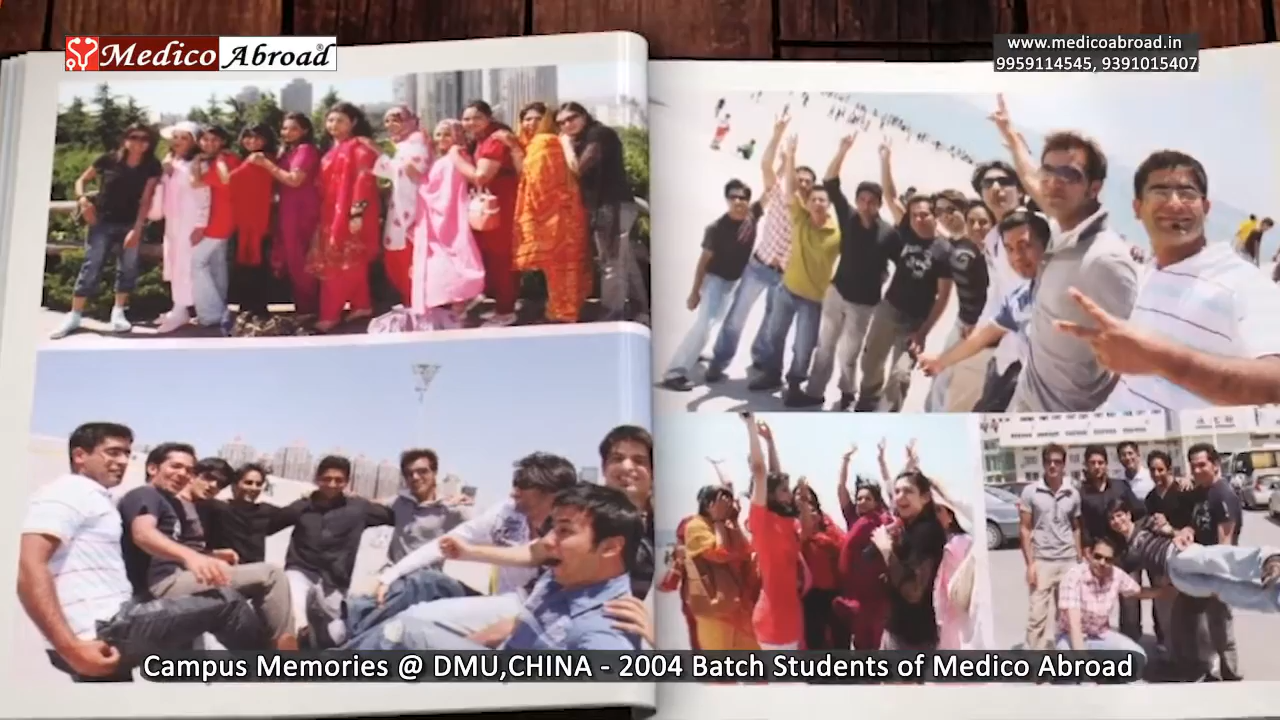 Medico Abroad®
www.medicoabroad.in
9959114545, 9391015407
Campus Memories @ DMU,CHINA - 2004 Batch Students of Medico Abroad